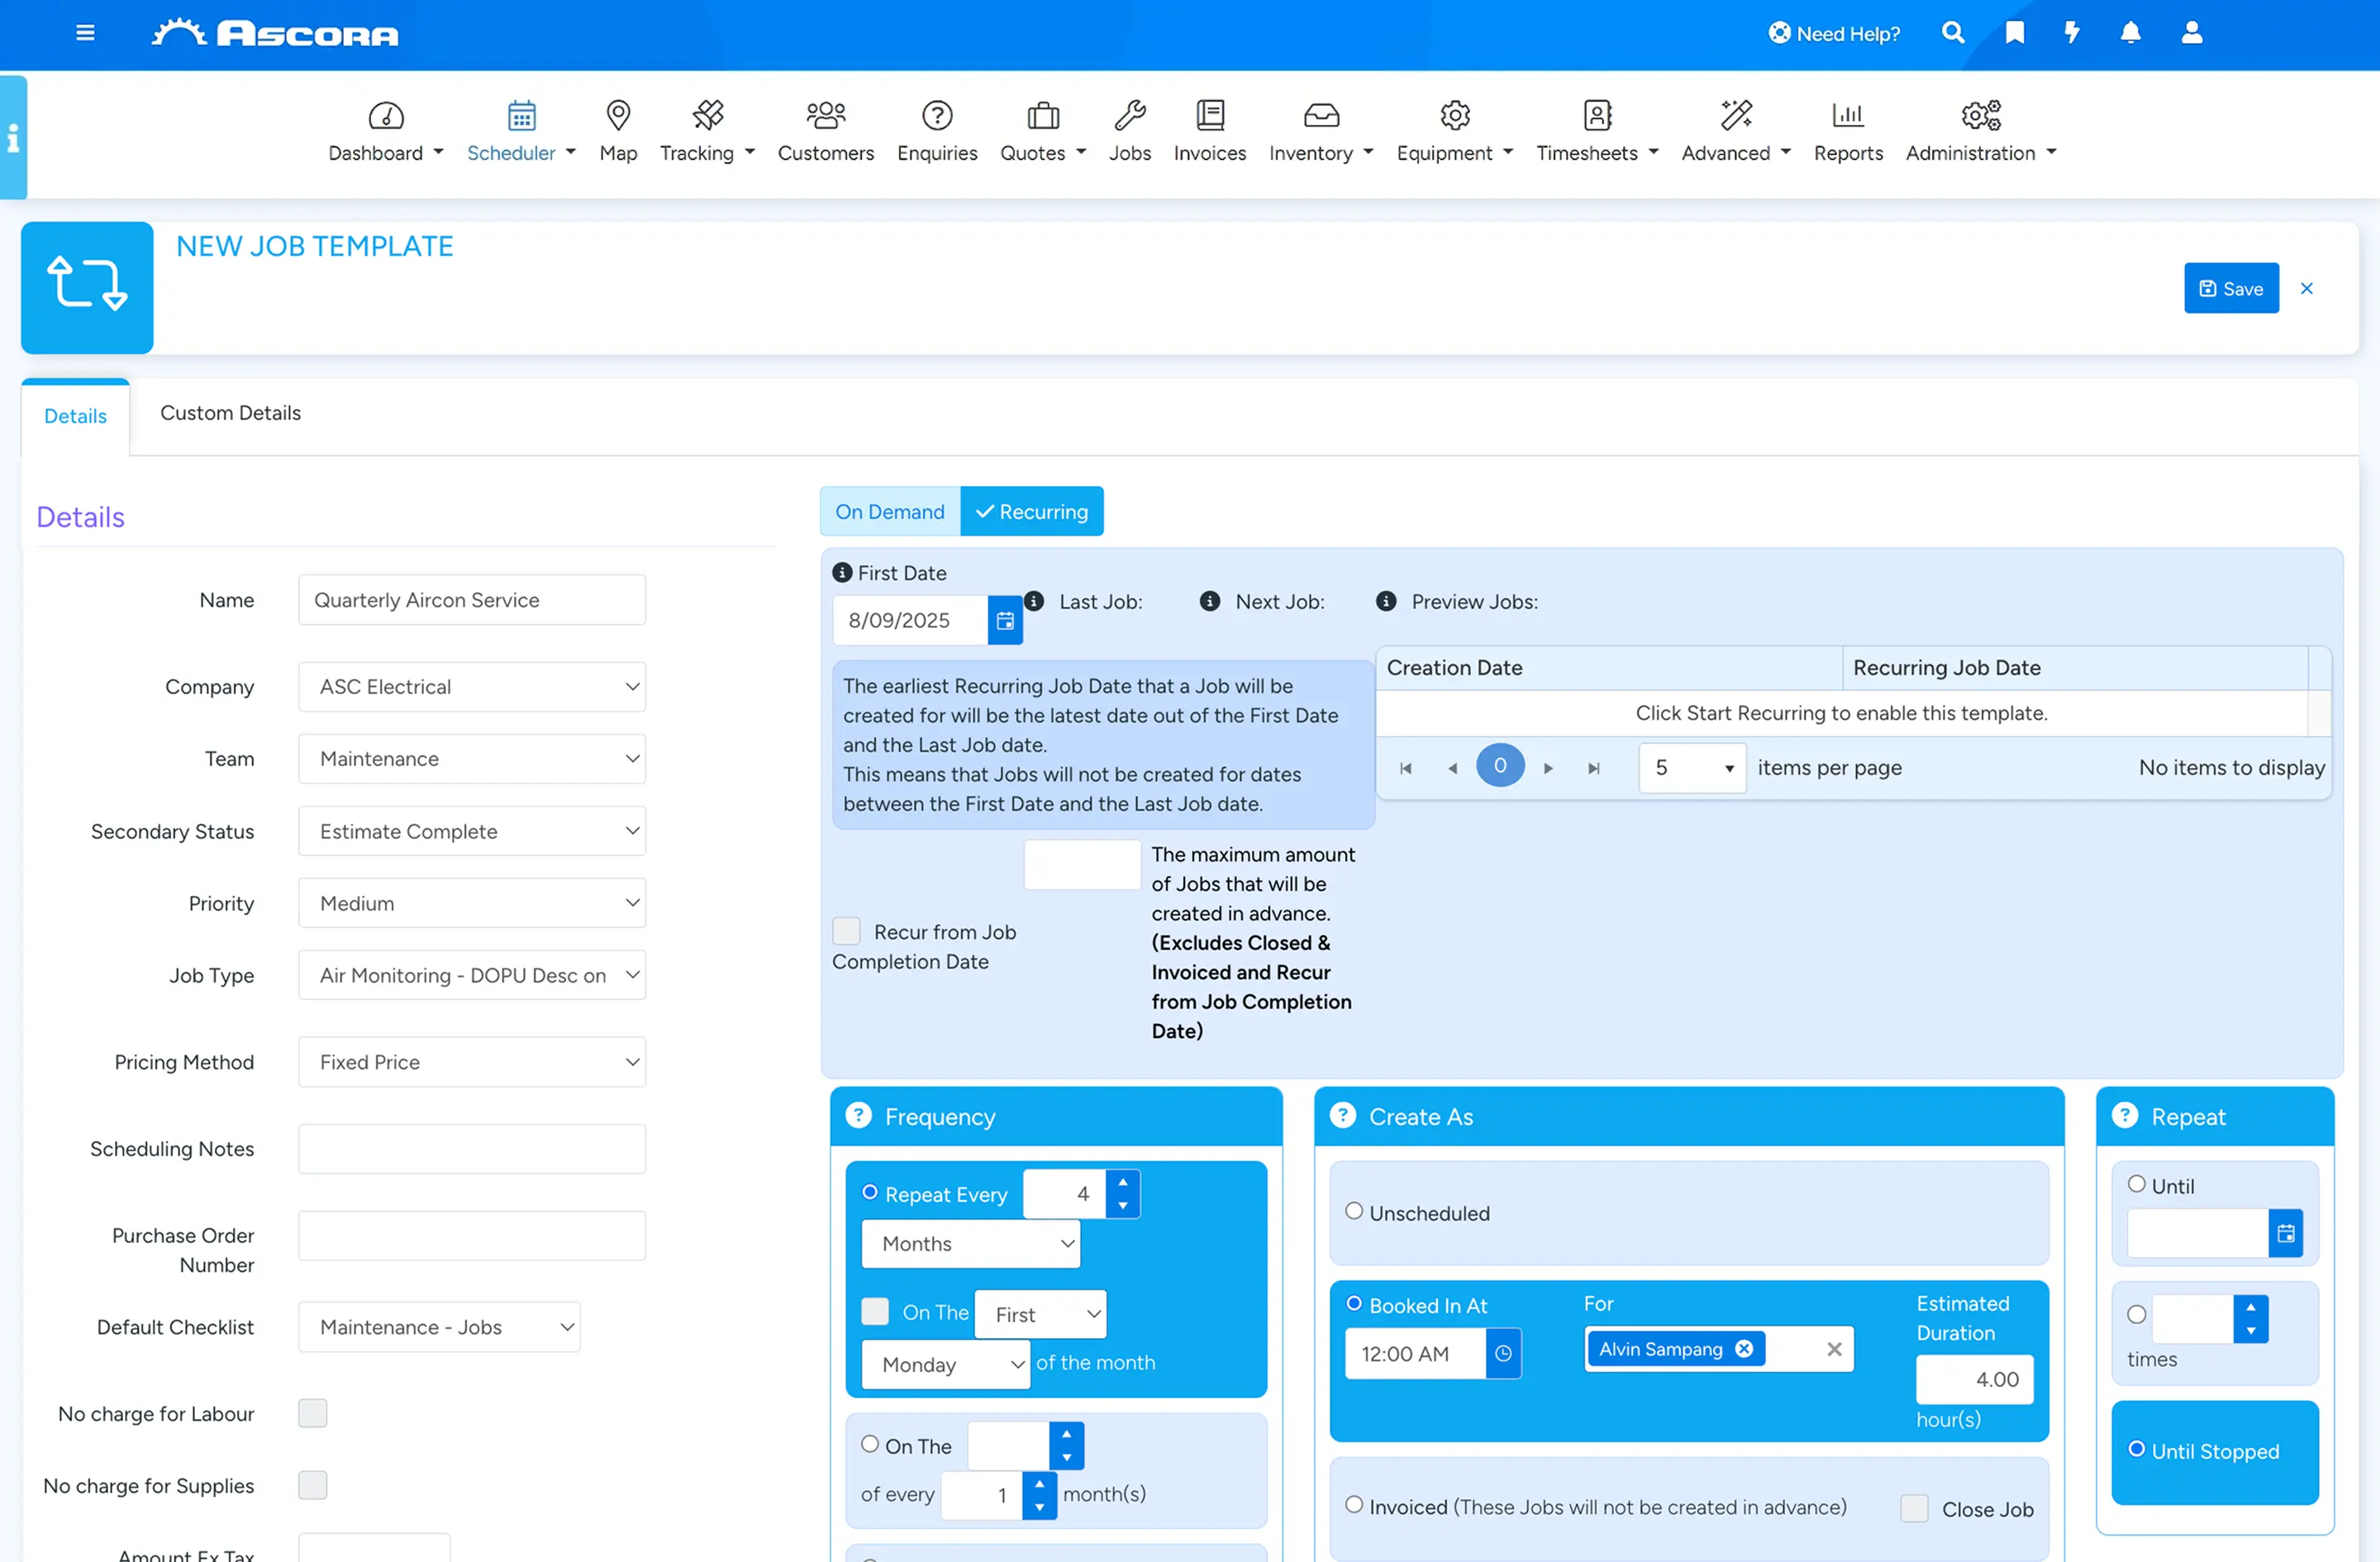 ASCORA
Need Help?
Dashboard
Scheduler
Map
Tracking
Customers
Enquiries
Quotes
Jobs
Invoices
Inventory
Equipment
Timesheets
Advanced
Reports
Administration
NEW JOB TEMPLATE
Save
Details
Custom Details
Details
Name
Quarterly Aircon Service
Company
ASC Electrical
Team
Maintenance
Secondary Status
Estimate Complete
Priority
Medium
Job Type
Air Monitoring - DOPU Desc on
Pricing Method
Fixed Price
Scheduling Notes
Purchase Order
Number
Default Checklist
Maintenance - Jobs
No charge for Labour
No charge for Supplies
Amount Ex Tax
On Demand
Recurring
First Date
8/09/2025
Last Job:
Next Job:
Preview Jobs:
The earliest Recurring Job Date that a Job will be
created for will be the latest date out of the First Date
and the Last Job date.
This means that Jobs will not be created for dates
between the First Date and the Last Job date.
Creation Date
Recurring Job Date
Click Start Recurring to enable this template.
0
5
items per page
No items to display
Recur from Job
Completion Date
The maximum amount
of Jobs that will be
created in advance.
(Excludes Closed &
Invoiced and Recur
from Job Completion
Date)
Frequency
Repeat Every
4
Months
On The
First
Monday
of the month
On The
of every
1
month(s)
Create As
Unscheduled
Booked In At
12:00 AM
For
Alvin Sampang
Estimated
Duration
4.00
hour(s)
Invoiced (These Jobs will not be created in advance)
Close Job
Repeat
Until
times
Until Stopped